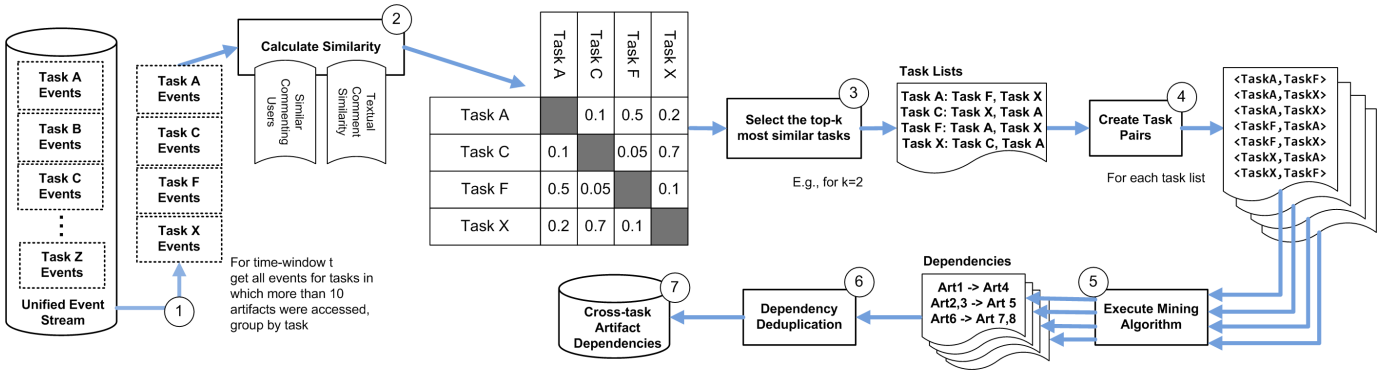 Task A
Events
Task B
Events
Task C
Events
Task Z
Events
Unified Event
Stream
Task A
Events
Task C
Events
Task F
Events
Task X
Events
1
For time-window t
get all events for tasks in
which more than 10
artifacts were accessed,
group by task
2
Calculate Similarity
Similar
Commenting
Users
Textual
Comment
Similarity
Task A Task C Task F Task X
Task A 0.1 0.5 0.2
Task C 0.1 0.05 0.7
Task F 0.5 0.05 0.1
Task X 0.2 0.7 0.1
3
Select the top-k
most similar tasks
E.g., for k=2
Task Lists
Task A: Task F, Task X
Task C: Task X, Task A
Task F: Task A, Task X
Task X: Task C, Task A
4
Create Task
Pairs
For each task list
<TaskA,TaskF>
<TaskA,TaskX>
<TaskA,TaskX>
<TaskF,TaskA>
<TaskF,TaskX>
<TaskX,TaskA>
<TaskX,TaskF>
5
Execute Mining
Algorithm
Dependencies
Art1 -> Art4
Art2,3 -> Art 5
Art6 -> Art 7,8
6
Dependency
Deduplication
7
Cross-task
Artifact
Dependencies